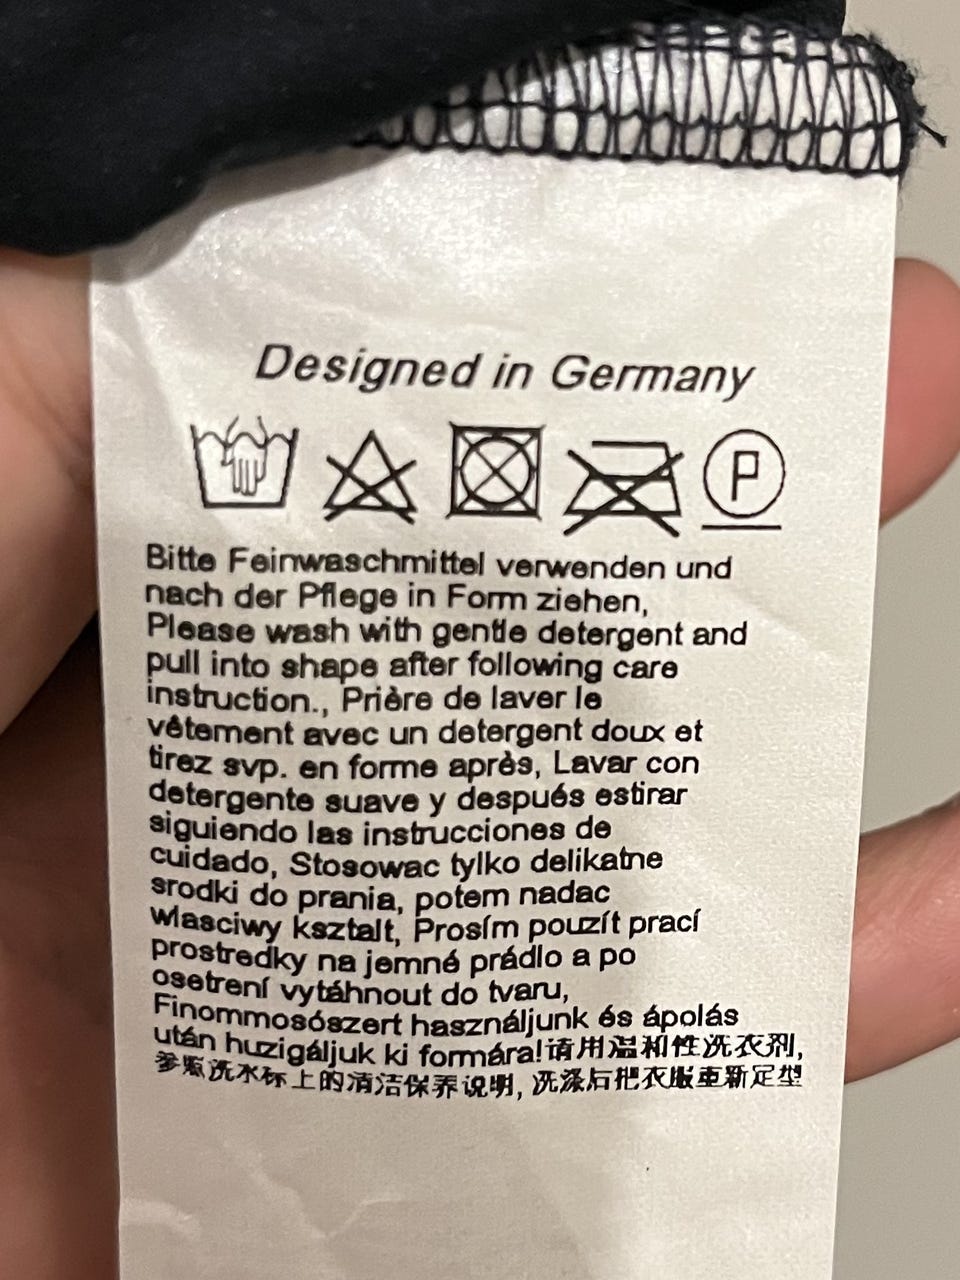 Designed in Germany
P
Bitte Feinwaschmittel verwenden und
nach der Pflege in Form ziehen,
Please wash with gentle detergent and
pull into shape after following care
instruction., Prière de laver le
vêtement avec un detergent doux et
tirez svp. en forme après, Lavar con
detergente suave y después estirar
siguiendo las instrucciones de
cuidado, Stosowac tylko delikatne
srodki do prania, potem nadac
wlasciwy ksztalt, Prosím pouzít prací
prostredky na jemné prádlo a po
osetrení vytáhnout do tvaru,
Finommosószert használjunk és ápolás
után huzigáljuk ki formára!请用温和性洗衣剂,
参照洗水标上的清洁保养说明, 洗涤后把衣服重新定型